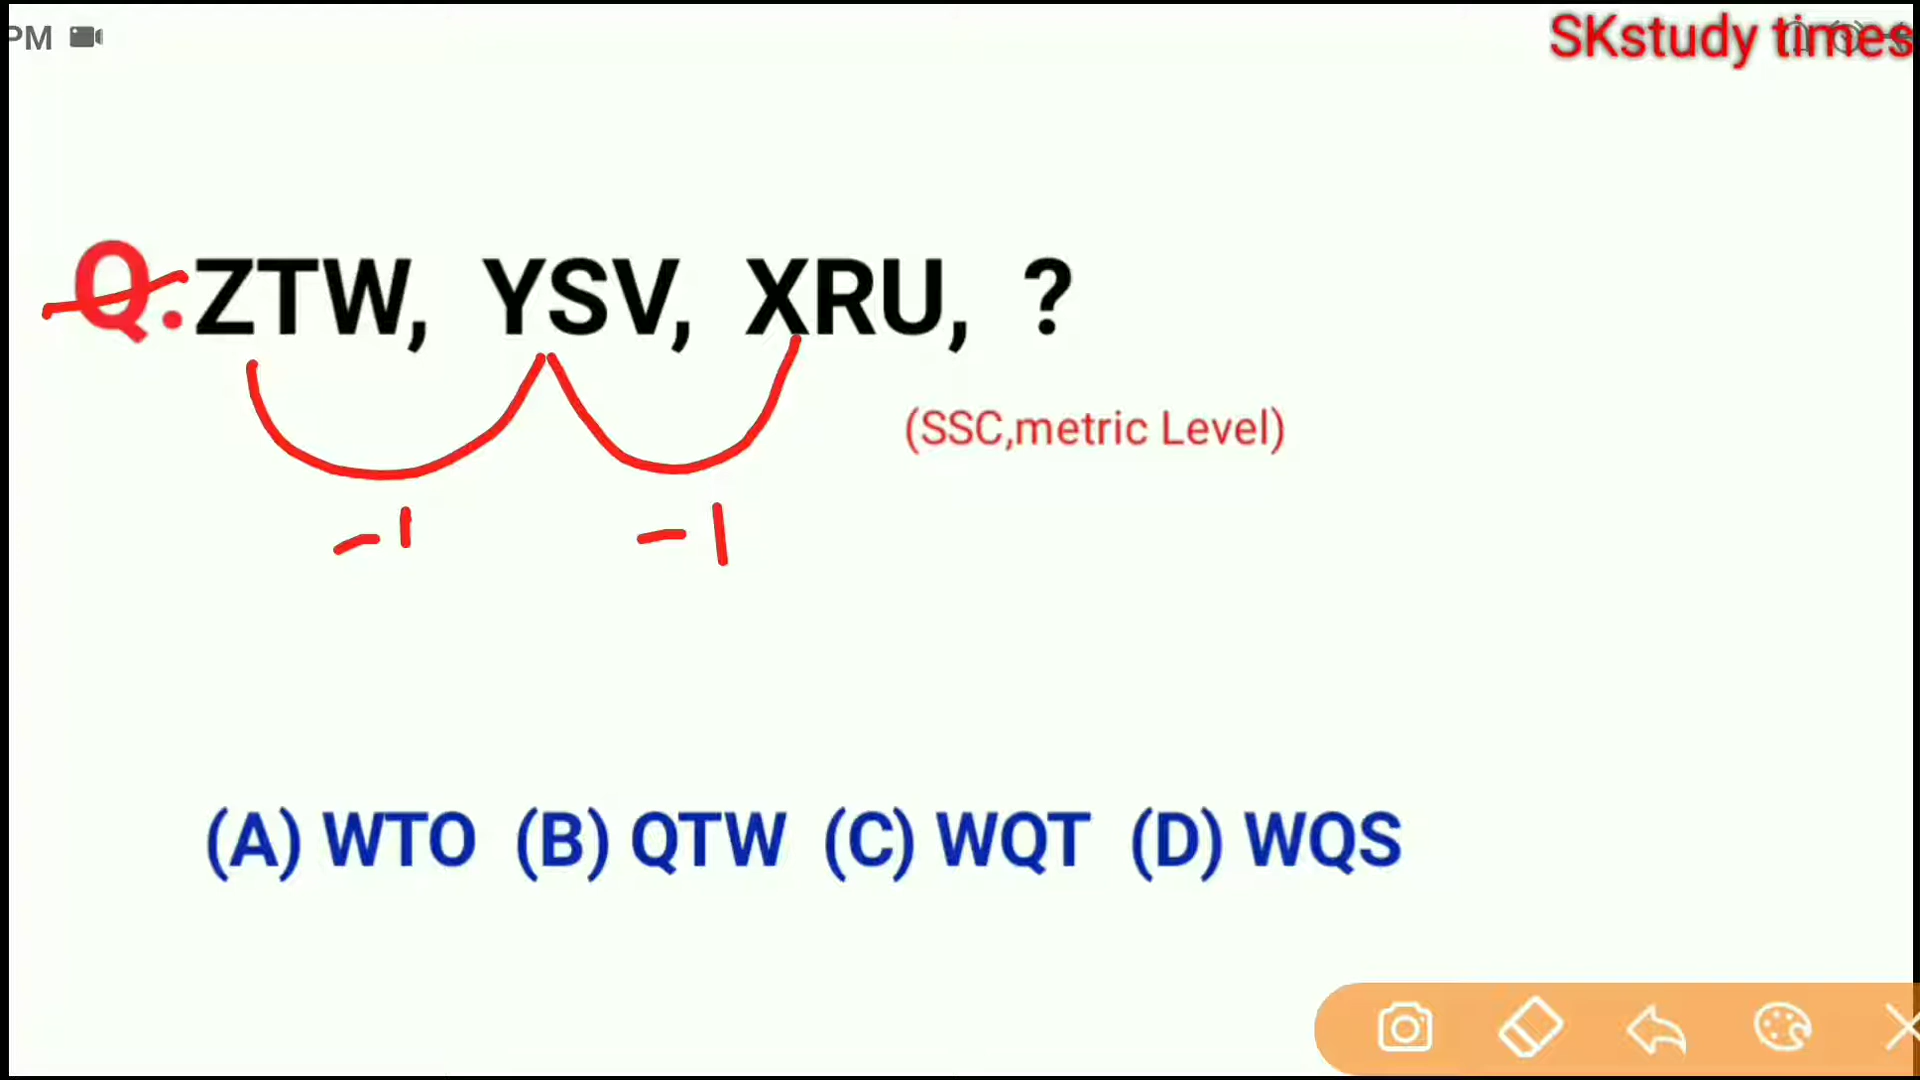 PM
SKstudy times
Q. ZTW, YSV, XRU, ?
(SSC,metric Level)
-1 -1
(A) WTO (B) QTW (C) WQT (D) WQS